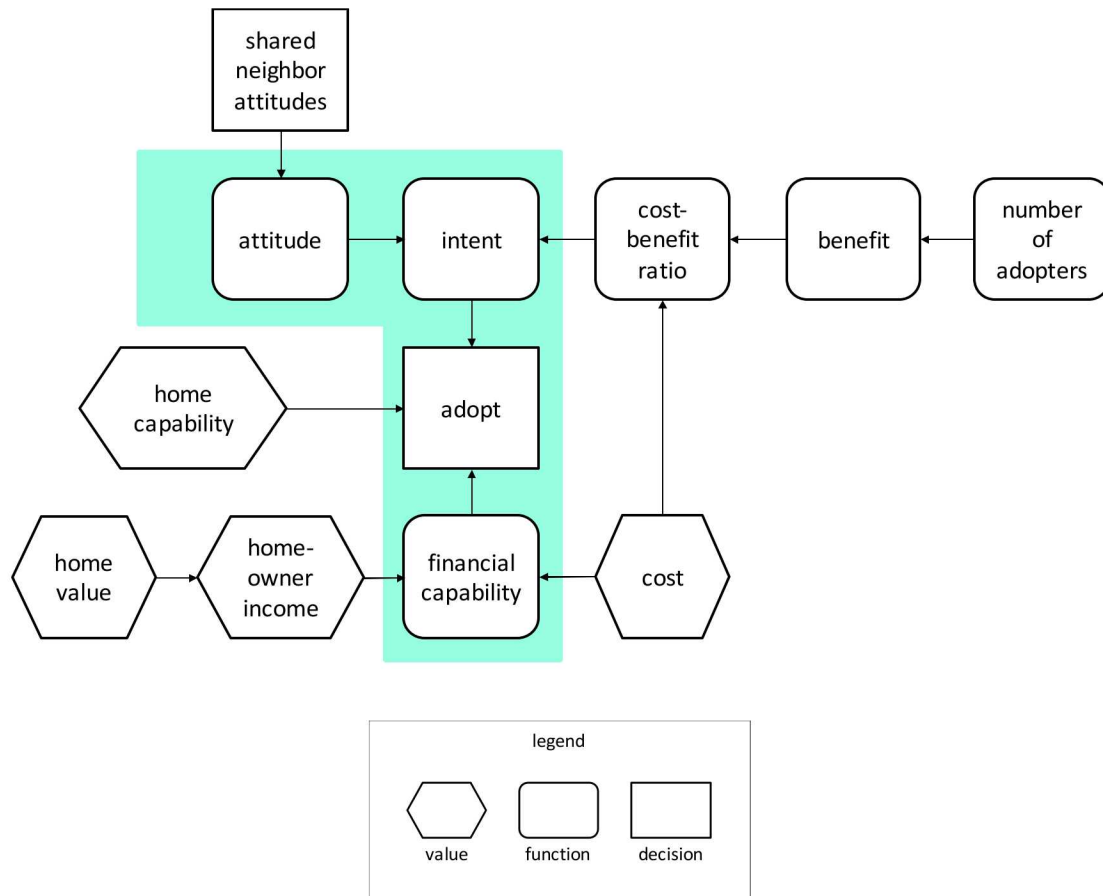 shared
neighbor
attitudes
attitude
intent
cost-
benefit
ratio
benefit
number
of
adopters
home
capability
adopt
home
value
home-
owner
income
financial
capability
cost
legend
value
function
decision